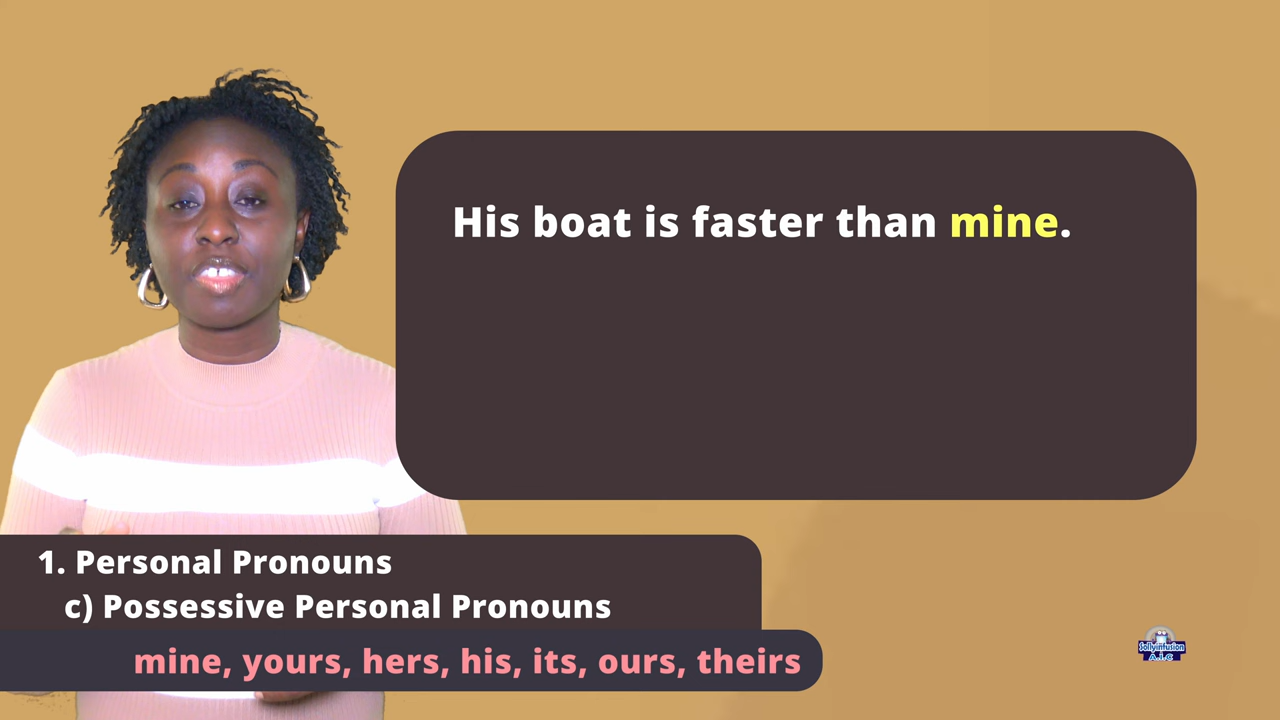 His boat is faster than mine.
1. Personal Pronouns
c) Possessive Personal Pronouns
mine, yours, hers, his, its, ours, theirs
Sollyinfusion
A.I.C